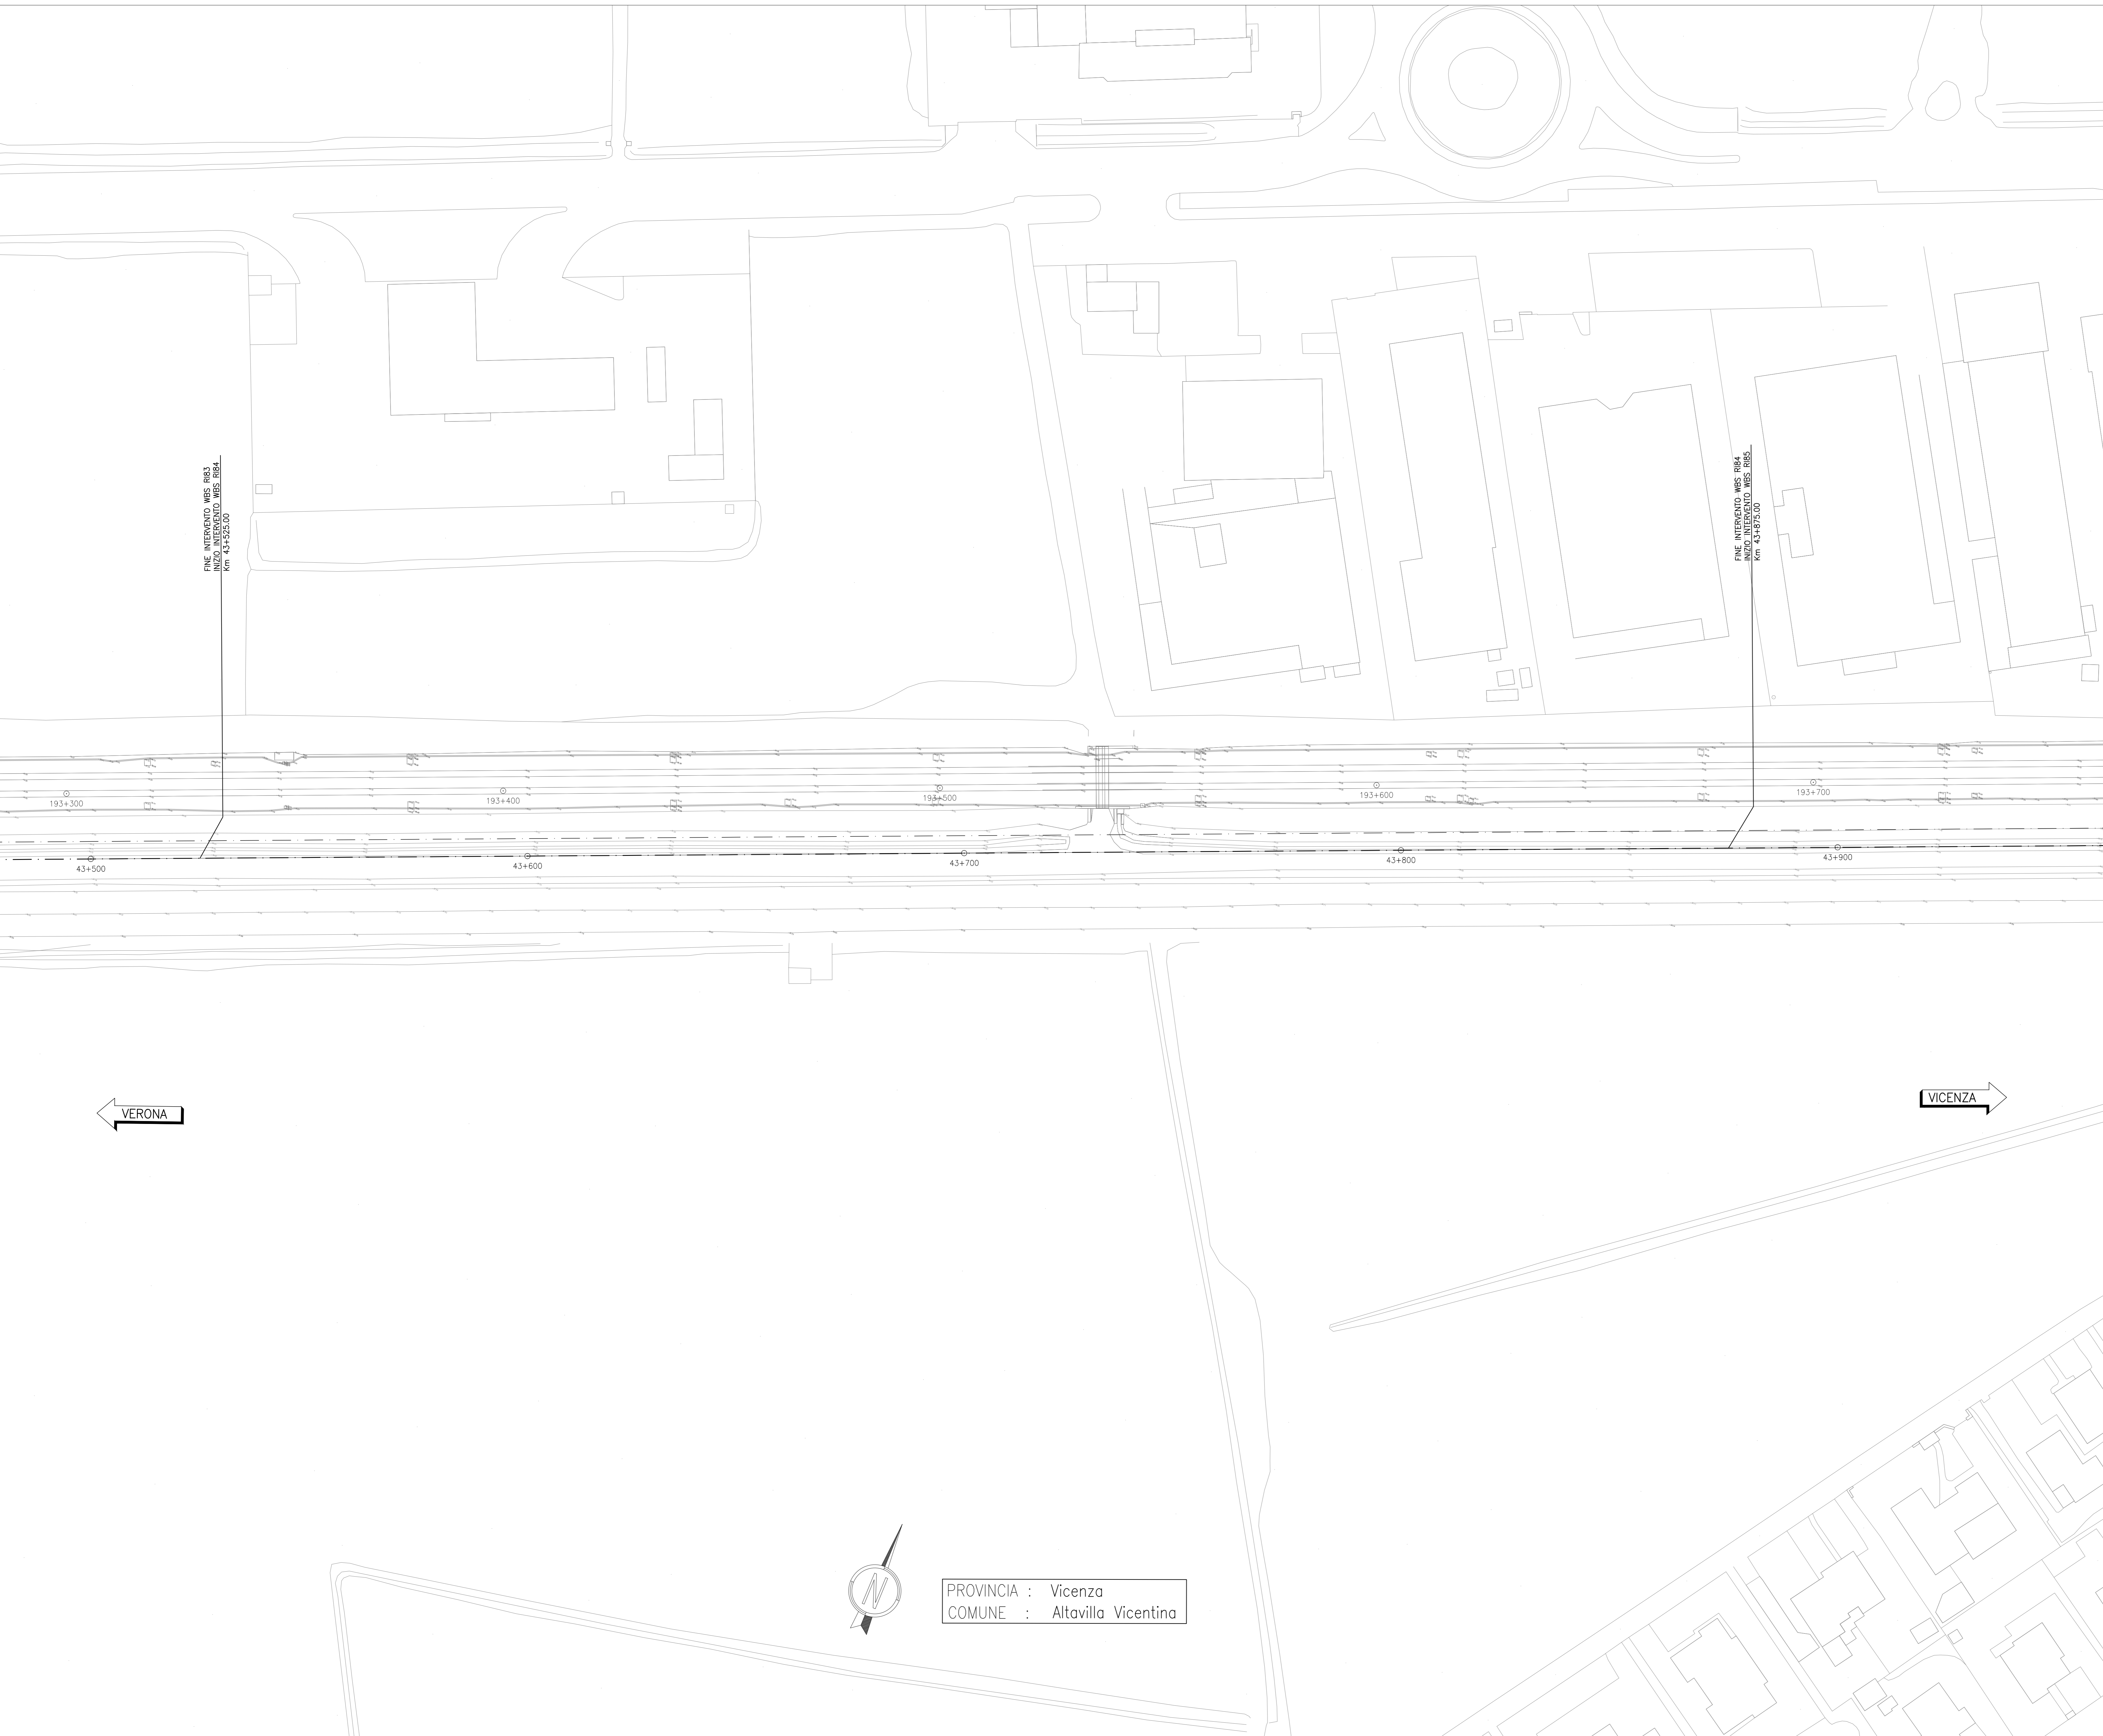 FINE INTERVENTO WBS RI83
INIZIO INTERVENTO WBS RI84
Km 43+525.00
FINE INTERVENTO WBS RI84
INIZIO INTERVENTO WBS RI85
Km 43+875.00
193+300
193+400
193+500
193+600
193+700
43+500
43+600
43+700
43+800
43+900
VERONA
VICENZA
N
PROVINCIA : Vicenza
COMUNE : Altavilla Vicentina